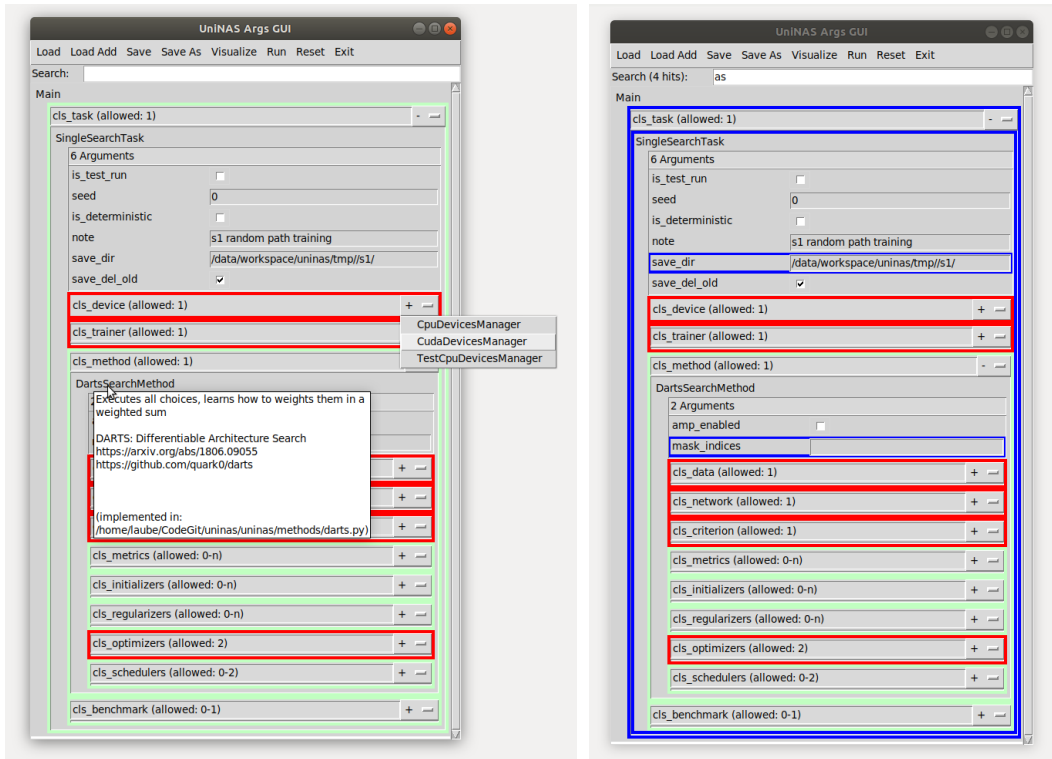 UniNAS Args GUI
Load Load Add Save Save As Visualize Run Reset Exit
Search:
Main
cls_task (allowed: 1) -
SingleSearchTask
6 Arguments
is_test_run
seed 0
is_deterministic
note s1 random path training
save_dir /data/workspace/uninas/tmp//s1/
save_del_old
cls_device (allowed: 1) +
cls_trainer (allowed: 1)
CpuDevicesManager
CudaDevicesManager
TestCpuDevicesManager
cls_method (allowed: 1)
DartsSearchMethod
Executes all choices, learns how to weights them in a
weighted sum
DARTS: Differentiable Architecture Search
https://arxiv.org/abs/1806.09055
https://github.com/quark0/darts
(implemented in:
/home/laube/CodeGit/uninas/uninas/methods/darts.py)
+
+
+
cls_metrics (allowed: 0-n) +
cls_initializers (allowed: 0-n) +
cls_regularizers (allowed: 0-n) +
cls_optimizers (allowed: 2) +
cls_schedulers (allowed: 0-2) +
cls_benchmark (allowed: 0-1) +
UniNAS Args GUI
Load Load Add Save Save As Visualize Run Reset Exit
Search (4 hits): as
Main
cls_task (allowed: 1) -
SingleSearchTask
6 Arguments
is_test_run
seed 0
is_deterministic
note s1 random path training
save_dir /data/workspace/uninas/tmp//s1/
save_del_old
cls_device (allowed: 1) +
cls_trainer (allowed: 1) +
cls_method (allowed: 1) -
DartsSearchMethod
2 Arguments
amp_enabled
mask_indices
cls_data (allowed: 1) +
cls_network (allowed: 1) +
cls_criterion (allowed: 1) +
cls_metrics (allowed: 0-n) +
cls_initializers (allowed: 0-n) +
cls_regularizers (allowed: 0-n) +
cls_optimizers (allowed: 2) +
cls_schedulers (allowed: 0-2) +
cls_benchmark (allowed: 0-1) +